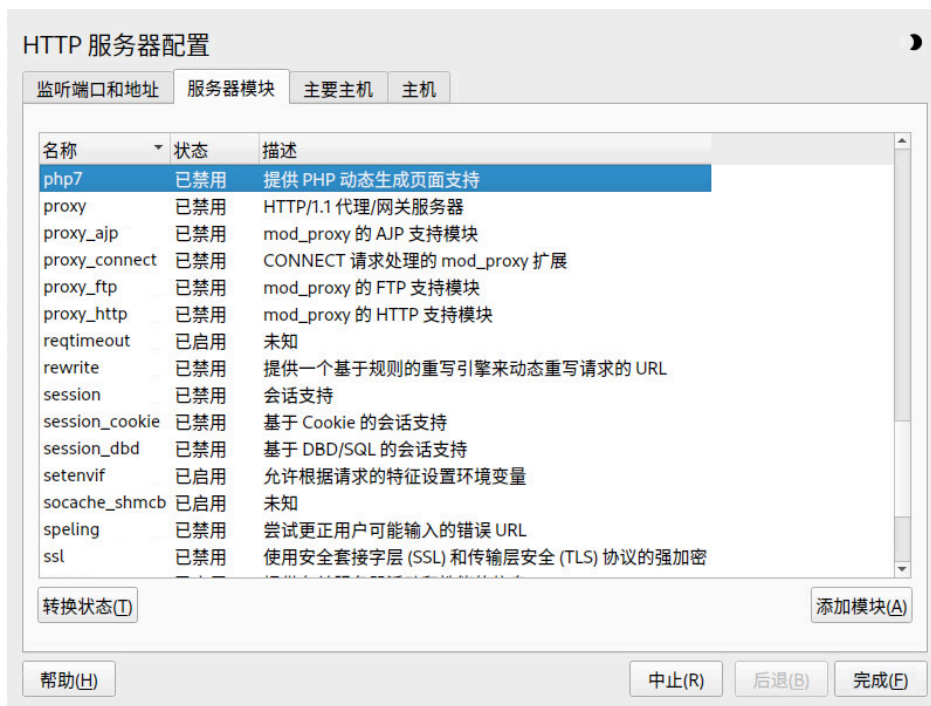 HTTP 服务器配置
监听端口和地址 服务器模块 主要主机 主机
名称 状态 描述
php7 已禁用 提供 PHP 动态生成页面支持
proxy 已禁用 HTTP/1.1 代理/网关服务器
proxy_ajp 已禁用 mod_proxy 的 AJP 支持模块
proxy_connect 已禁用 CONNECT 请求处理的 mod_proxy 扩展
proxy_ftp 已禁用 mod_proxy 的 FTP 支持模块
proxy_http 已禁用 mod_proxy 的 HTTP 支持模块
reqtimeout 已启用 未知
rewrite 已禁用 提供一个基于规则的重写引擎来动态重写请求的 URL
session 已禁用 会话支持
session_cookie 已禁用 基于 Cookie 的会话支持
session_dbd 已禁用 基于 DBD/SQL 的会话支持
setenvif 已启用 允许根据请求的特征设置环境变量
socache_shmcb 已启用 未知
speling 已禁用 尝试更正用户可能输入的错误 URL
ssl 已禁用 使用安全套接字层 (SSL) 和传输层安全 (TLS) 协议的强加密
转换状态(T) 添加模块(A)
帮助(H) 中止(R) 后退(B) 完成(F)